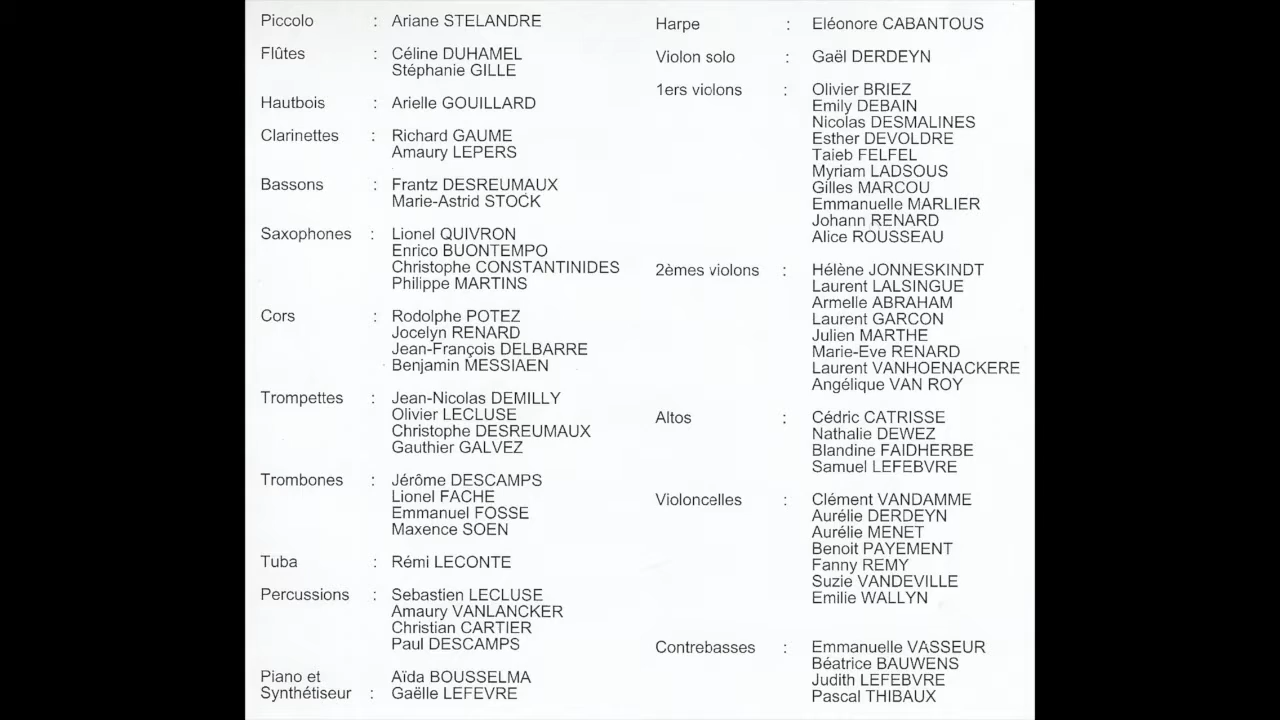 Piccolo : Ariane STELANDRE
Flûtes : Céline DUHAMEL
Stéphanie GILLE
Hautbois : Arielle GOUILLARD
Clarinettes : Richard GAUME
Amaury LEPERS
Bassons : Frantz DESREUMAUX
Marie-Astrid STOCK
Saxophones : Lionel QUIVRON
Enrico BUONTEMPO
Christophe CONSTANTINIDES
Philippe MARTINS
Cors : Rodolphe POTEZ
Jocelyn RENARD
Jean-François DELBARRE
Benjamin MESSIAEN
Trompettes : Jean-Nicolas DEMILLY
Olivier LECLUSE
Christophe DESREUMAUX
Gauthier GALVEZ
Trombones : Jérôme DESCAMPS
Lionel FACHE
Emmanuel FOSSE
Maxence SOEN
Tuba : Rémi LECONTE
Percussions : Sebastien LECLUSE
Amaury VANLANCKER
Christian CARTIER
Paul DESCAMPS
Piano et Aïda BOUSSELMA
Synthétiseur : Gaëlle LEFEVRE
Harpe : Eléonore CABANTOUS
Violon solo : Gaël DERDEYN
1ers violons : Olivier BRIEZ
Emily DEBAIN
Nicolas DESMALINES
Esther DEVOLDRE
Taieb FELFEL
Myriam LADSOUS
Gilles MARCOU
Emmanuelle MARLIER
Johann RENARD
Alice ROUSSEAU
2èmes violons : Hélène JONNESKINDT
Laurent LALSINGUE
Armelle ABRAHAM
Laurent GARCON
Julien MARTHE
Marie-Eve RENARD
Laurent VANHOENACKERE
Angélique VAN ROY
Altos : Cédric CATRISSE
Nathalie DEWEZ
Blandine FAIDHERBE
Samuel LEFEBVRE
Violoncelles : Clément VANDAMME
Aurélie DERDEYN
Aurélie MENET
Benoit PAYEMENT
Fanny REMY
Suzie VANDEVILLE
Emilie WALLYN
Contrebasses : Emmanuelle VASSEUR
Béatrice BAUWENS
Judith LEFEBVRE
Pascal THIBAUX